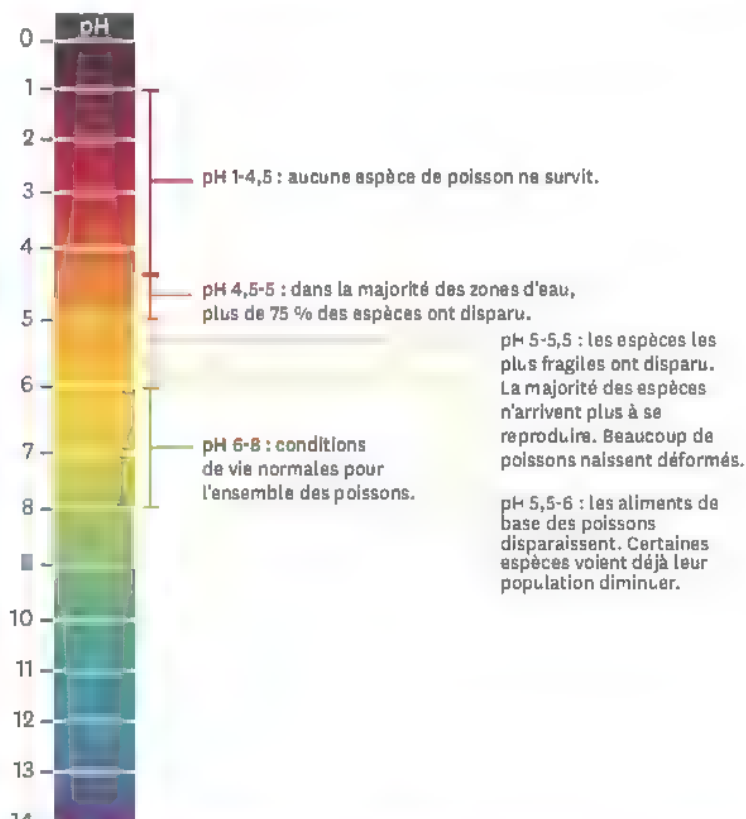 pH
0
1
2
3
4
5
6
7
8
10
11
12
13
14
pH 1-4,5 : aucune espèce de poisson ne survit.
pH 4,5-5 : dans la majorité des zones d'eau,
plus de 75 % des espèces ont disparu.
pH 5-5,5 : les espèces les
plus fragiles ont disparu.
La majorité des espèces
n'arrivent plus à se
reproduire. Beaucoup de
poissons naissent déformés.
pH 6-8 : conditions
de vie normales pour
l'ensemble des poissons.
pH 5,5-6 : les aliments de
base des poissons
disparaissent. Certaines
espèces voient déjà leur
population diminuer.